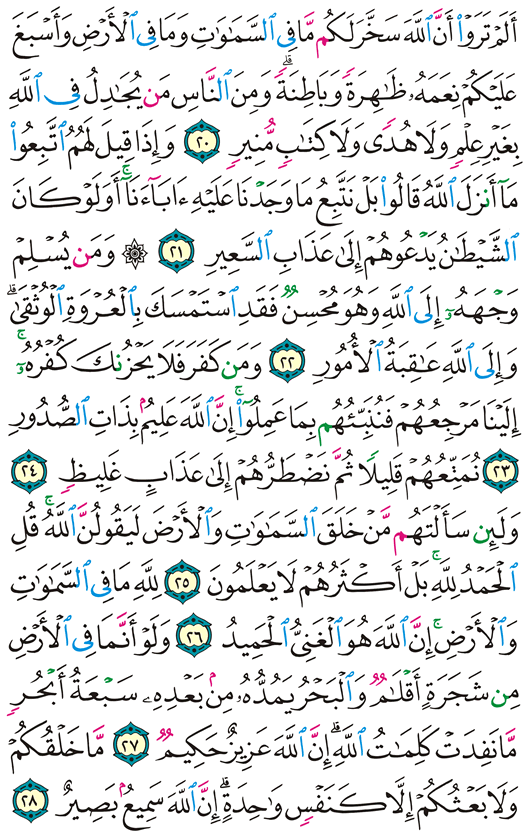 أَلَمْ تَرَوْا۟ أَنَّ ٱللَّهَ سَخَّرَ لَكُم مَّا فِى ٱلسَّمَٰوَٰتِ وَمَا فِى ٱلْأَرْضِ وَأَسْبَغَ
عَلَيْكُمْ نِعَمَهُۥ ظَٰهِرَةً وَبَاطِنَةً ۗ وَمِنَ ٱلنَّاسِ مَن يُجَٰدِلُ فِى ٱللَّهِ
بِغَيْرِ عِلْمٍ وَلَا هُدًى وَلَا كِتَٰبٍ مُّنِيرٍ ٢٠ وَإِذَا قِيلَ لَهُمُ ٱتَّبِعُوا۟
مَآ أَنزَلَ ٱللَّهُ قَالُوا۟ بَلْ نَتَّبِعُ مَا وَجَدْنَا عَلَيْهِ ءَابَآءَنَآ ۚ أَوَلَوْ كَانَ
ٱلشَّيْطَٰنُ يَدْعُوهُمْ إِلَىٰ عَذَابِ ٱلسَّعِيرِ ٢١ ۞ وَمَن يُسْلِمْ
وَجْهَهُۥٓ إِلَى ٱللَّهِ وَهُوَ مُحْسِنٌ فَقَدِ ٱسْتَمْسَكَ بِٱلْعُرْوَةِ ٱلْوُثْقَىٰ ۗ
وَإِلَى ٱللَّهِ عَٰقِبَةُ ٱلْأُمُورِ ٢٢ وَمَن كَفَرَ فَلَا يَحْزُنكَ كُفْرُهُۥٓ ۚ
إِلَيْنَا مَرْجِعُهُمْ فَنُنَبِّئُهُم بِمَا عَمِلُوٓا۟ ۚ إِنَّ ٱللَّهَ عَلِيمٌۢ بِذَاتِ ٱلصُّدُورِ
٢٣ نُمَتِّعُهُمْ قَلِيلًا ثُمَّ نَضْطَرُّهُمْ إِلَىٰ عَذَابٍ غَلِيظٍ ٢٤
وَلَئِن سَأَلْتَهُم مَّنْ خَلَقَ ٱلسَّمَٰوَٰتِ وَٱلْأَرْضَ لَيَقُولُنَّ ٱللَّهُ ۚ قُلِ
ٱلْحَمْدُ لِلَّهِ ۚ بَلْ أَكْثَرُهُمْ لَا يَعْلَمُونَ ٢٥ لِلَّهِ مَا فِى ٱلسَّمَٰوَٰتِ
وَٱلْأَرْضِ ۚ إِنَّ ٱللَّهَ هُوَ ٱلْغَنِىُّ ٱلْحَمِيدُ ٢٦ وَلَوْ أَنَّمَا فِى ٱلْأَرْضِ
مِن شَجَرَةٍ أَقْلَٰمٌ وَٱلْبَحْرُ يَمُدُّهُۥ مِنۢ بَعْدِهِۦ سَبْعَةُ أَبْحُرٍ
مَّا نَفِدَتْ كَلِمَٰتُ ٱللَّهِ ۗ إِنَّ ٱللَّهَ عَزِيزٌ حَكِيمٌ ٢٧ مَّا خَلْقُكُمْ
وَلَا بَعْثُكُمْ إِلَّا كَنَفْسٍ وَٰحِدَةٍ ۗ إِنَّ ٱللَّهَ سَمِيعٌۢ بَصِيرٌ ٢٨